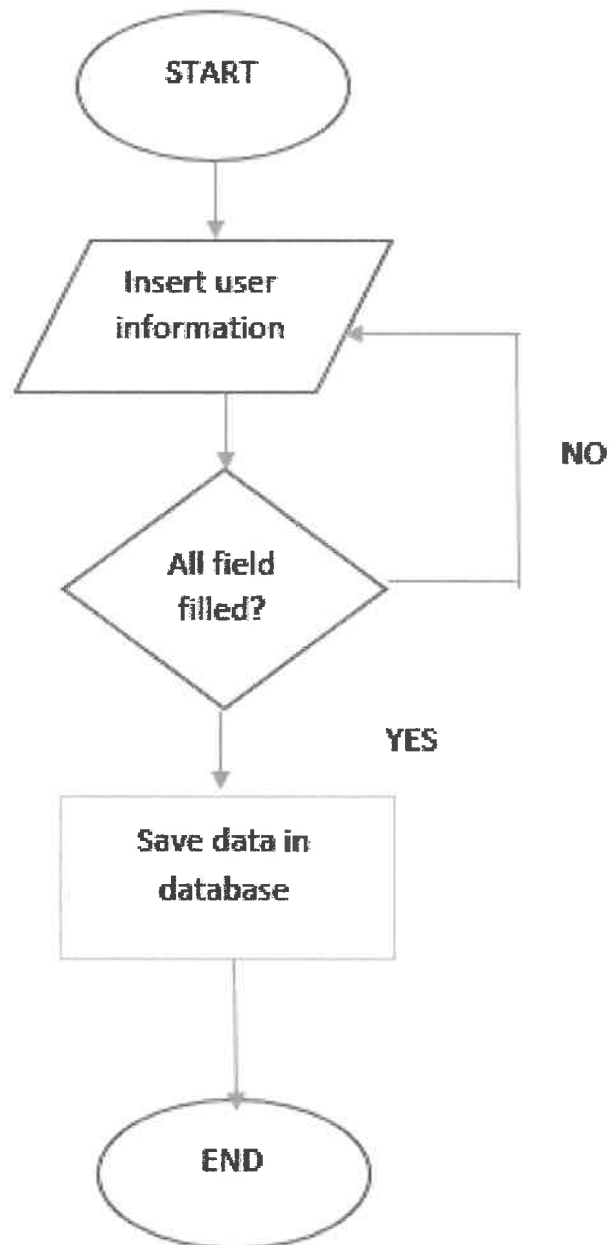 START
Insert user
information
NO
All field
filled?
YES
Save data in
database
END